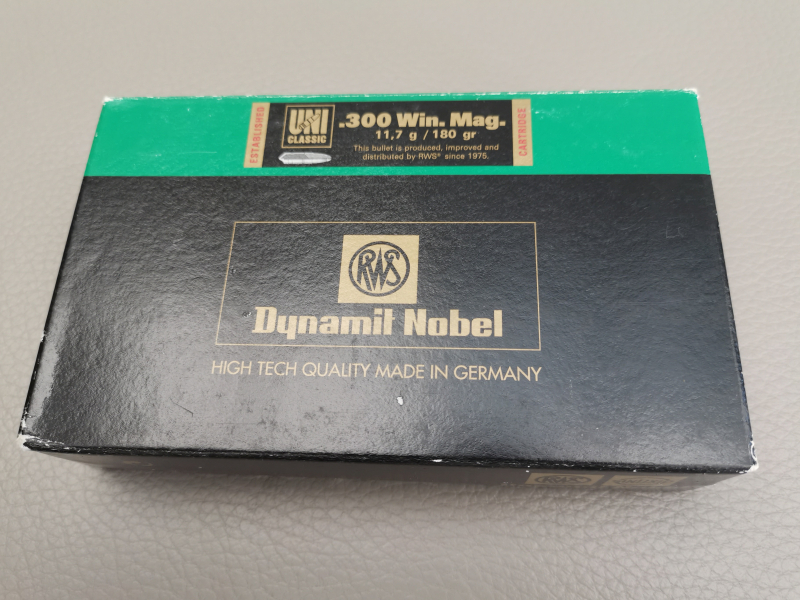 ESTABLISHED
UNI
CLASSIC
.300 Win. Mag.
11,7 g / 180 gr
This bullet is produced, improved and
distributed by RWS® since 1975.
CARTRIDGE
RWS
Dynamit Nobel
HIGH TECH QUALITY MADE IN GERMANY
RWS